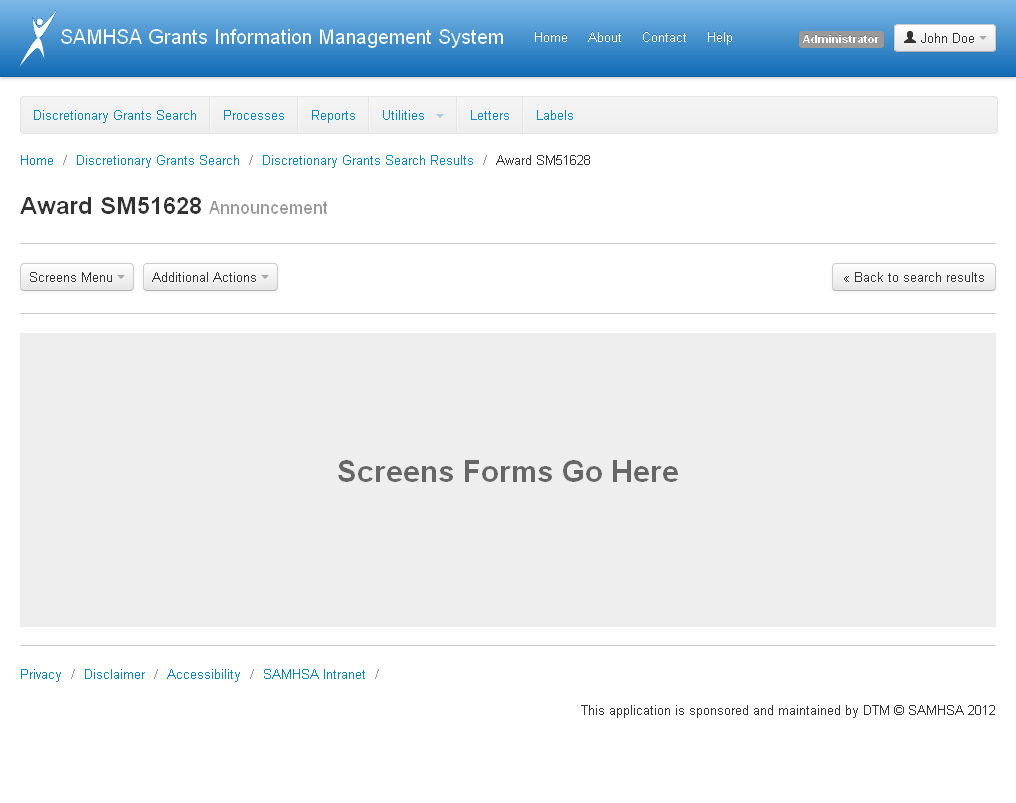 SAMHSA Grants Information Management System Home About Contact Help Administrator John Doe
Discretionary Grants Search Processes Reports Utilities Letters Labels
Home / Discretionary Grants Search / Discretionary Grants Search Results / Award SM51628
Award SM51628 Announcement
Screens Menu Additional Actions « Back to search results
Screens Forms Go Here
Privacy / Disclaimer / Accessibility / SAMHSA Intranet /
This application is sponsored and maintained by DTM © SAMHSA 2012